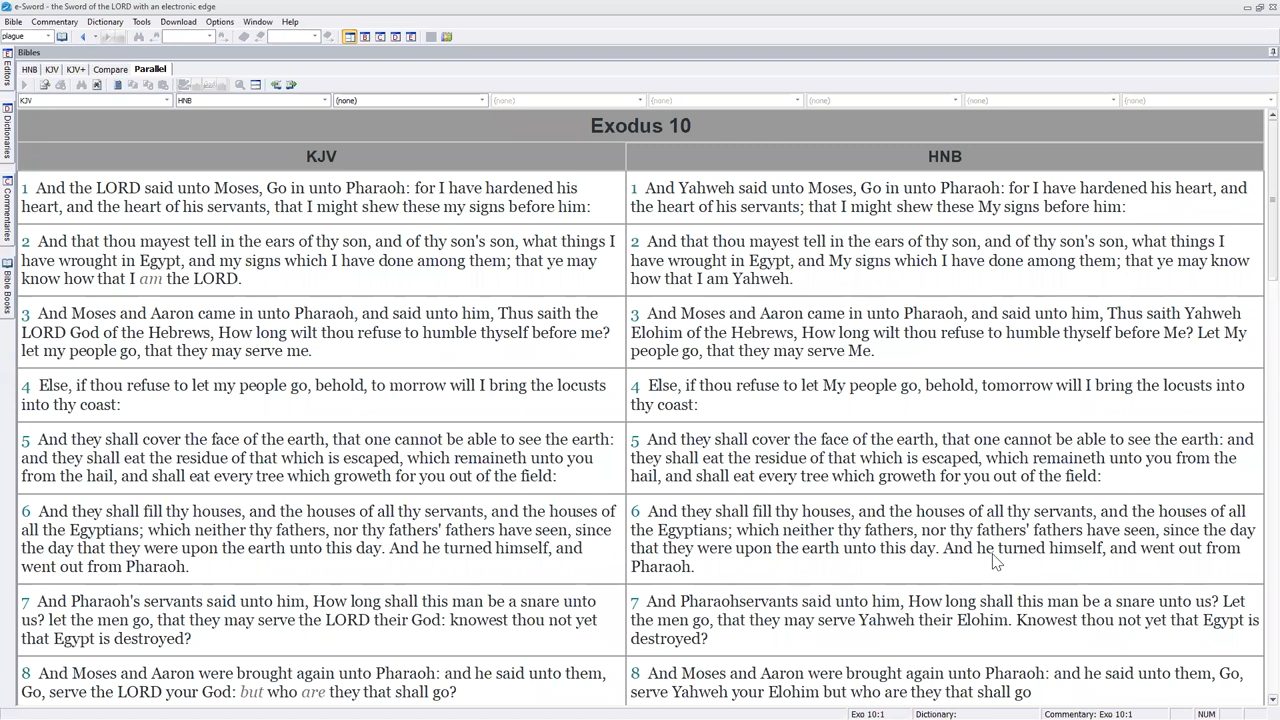 e-Sword - the Sword of the LORD with an electronic edge
Bible Commentary Dictionary Tools Download Options Window Help
plague
Bibles
HNB KJV KJV+ Compare Parallel
KJV HNB (none) (none) (none) (none) (none) (none)
Editors
Dictionaries
Commentaries
Bible Books
Exodus 10
KJV
1 And the LORD said unto Moses, Go in unto Pharaoh: for I have hardened his
heart, and the heart of his servants, that I might shew these my signs before him:
2 And that thou mayest tell in the ears of thy son, and of thy son's son, what things I
have wrought in Egypt, and my signs which I have done among them; that ye may
know how that I am the LORD.
3 And Moses and Aaron came in unto Pharaoh, and said unto him, Thus saith the
LORD God of the Hebrews, How long wilt thou refuse to humble thyself before me?
let my people go, that they may serve me.
4 Else, if thou refuse to let my people go, behold, to morrow will I bring the locusts
into thy coast:
5 And they shall cover the face of the earth, that one cannot be able to see the earth:
and they shall eat the residue of that which is escaped, which remaineth unto you
from the hail, and shall eat every tree which groweth for you out of the field:
6 And they shall fill thy houses, and the houses of all thy servants, and the houses of
all the Egyptians; which neither thy fathers, nor thy fathers' fathers have seen, since
the day that they were upon the earth unto this day. And he turned himself, and
went out from Pharaoh.
7 And Pharaoh's servants said unto him, How long shall this man be a snare unto
us? let the men go, that they may serve the LORD their God: knowest thou not yet
that Egypt is destroyed?
8 And Moses and Aaron were brought again unto Pharaoh: and he said unto them,
Go, serve the LORD your God: but who are they that shall go?
HNB
1 And Yahweh said unto Moses, Go in unto Pharaoh: for I have hardened his heart, and
the heart of his servants; that I might shew these My signs before him:
2 And that thou mayest tell in the ears of thy son, and of thy son's son, what things I
have wrought in Egypt, and My signs which I have done among them; that ye may know
how that I am Yahweh.
3 And Moses and Aaron came in unto Pharaoh, and said unto him, Thus saith Yahweh
Elohim of the Hebrews, How long wilt thou refuse to humble thyself before Me? Let My
people go, that they may serve Me.
4 Else, if thou refuse to let My people go, behold, tomorrow will I bring the locusts into
thy coast:
5 And they shall cover the face of the earth, that one cannot be able to see the earth: and
they shall eat the residue of that which is escaped, which remaineth unto you from the
hail, and shall eat every tree which groweth for you out of the field:
6 And they shall fill thy houses, and the houses of all thy servants, and the houses of all
the Egyptians; which neither thy fathers, nor thy fathers' fathers have seen, since the day
that they were upon the earth unto this day. And he turned himself, and went out from
Pharaoh.
7 And Pharaohservants said unto him, How long shall this man be a snare unto us? Let
the men go, that they may serve Yahweh their Elohim. Knowest thou not yet that Egypt is
destroyed?
8 And Moses and Aaron were brought again unto Pharaoh: and he said unto them, Go,
serve Yahweh your Elohim but who are they that shall go
Exo 10:1 Dictionary: Commentary: Exo 10:1 NUM